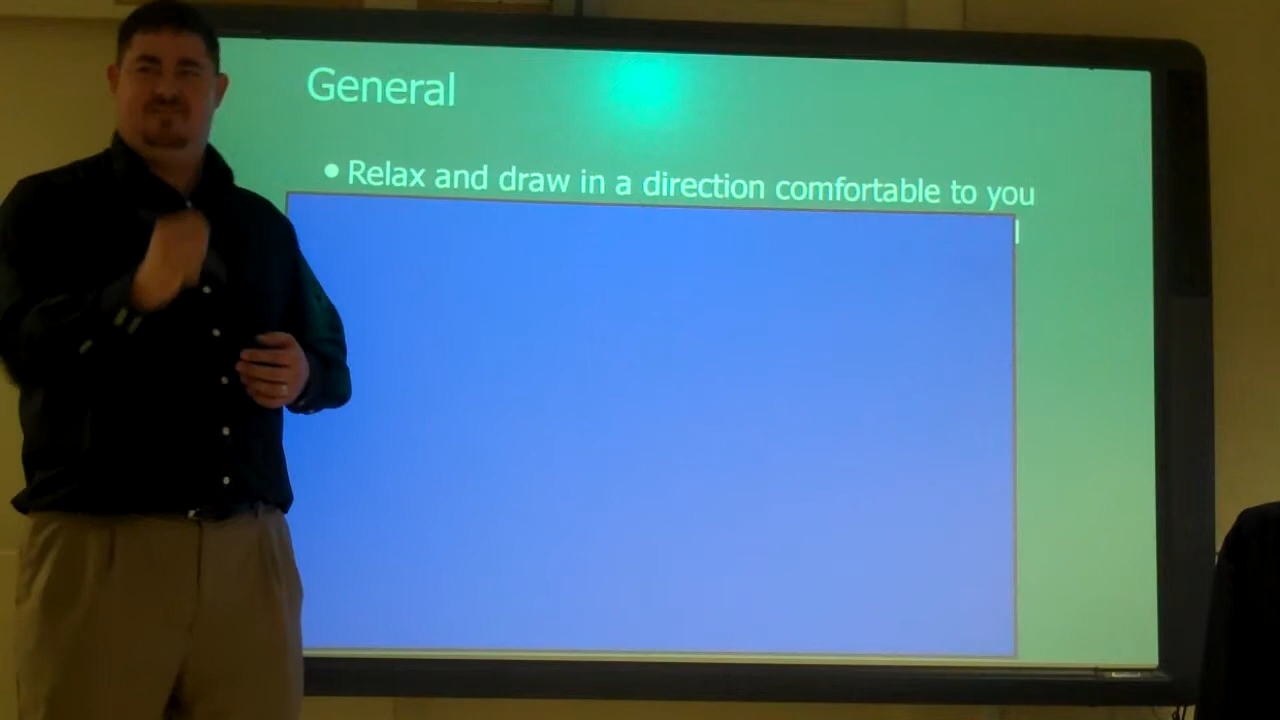 General
• Relax and draw in a direction comfortable to you